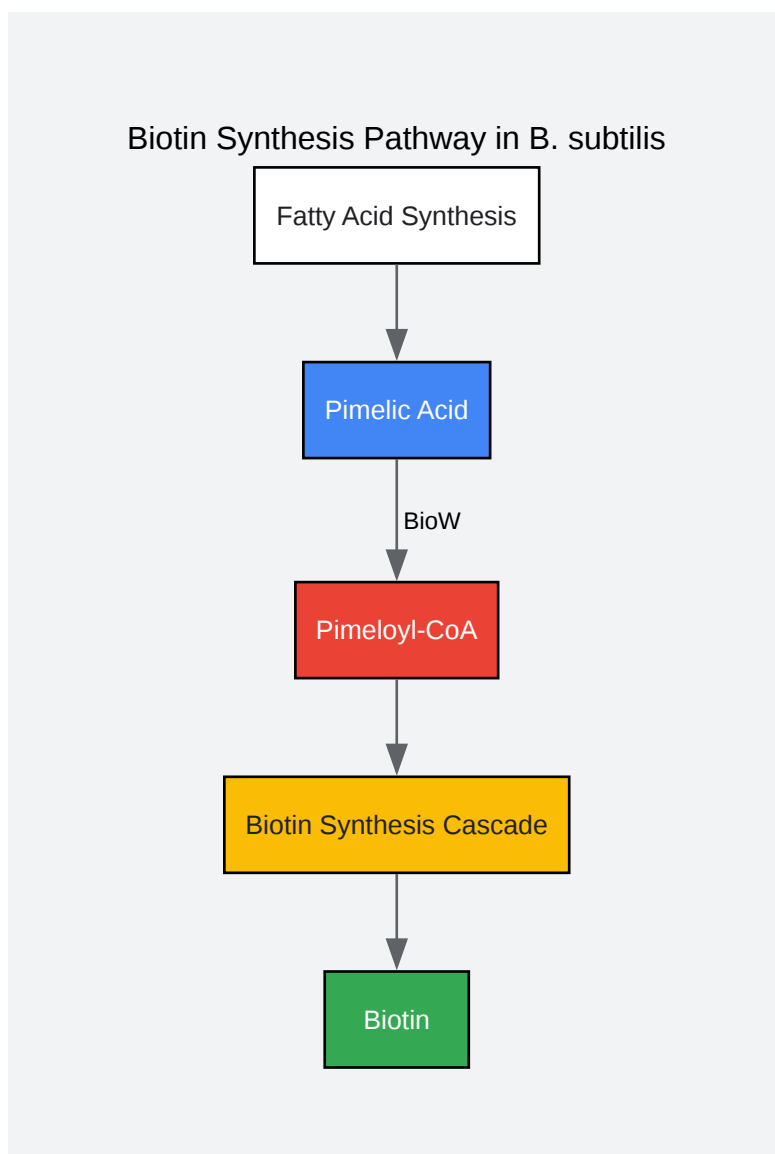 Biotin Synthesis Pathway in B. subtilis
Fatty Acid Synthesis
Pimelic Acid
BioW
Pimeloyl-CoA
Biotin Synthesis Cascade
Biotin